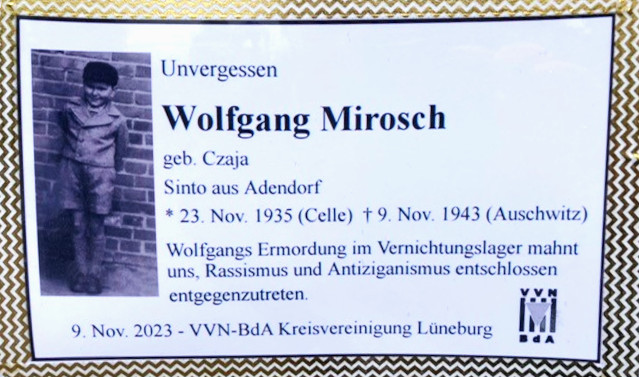 Unvergessen
Wolfgang Mirosch
geb. Czaja
Sinto aus Adendorf
* 23. Nov. 1935 (Celle) † 9. Nov. 1943 (Auschwitz)
Wolfgangs Ermordung im Vernichtungslager mahnt
uns, Rassismus und Antiziganismus entschlossen
entgegenzutreten.
VVN
BdA
9. Nov. 2023 - VVN-BdA Kreisvereinigung Lüneburg